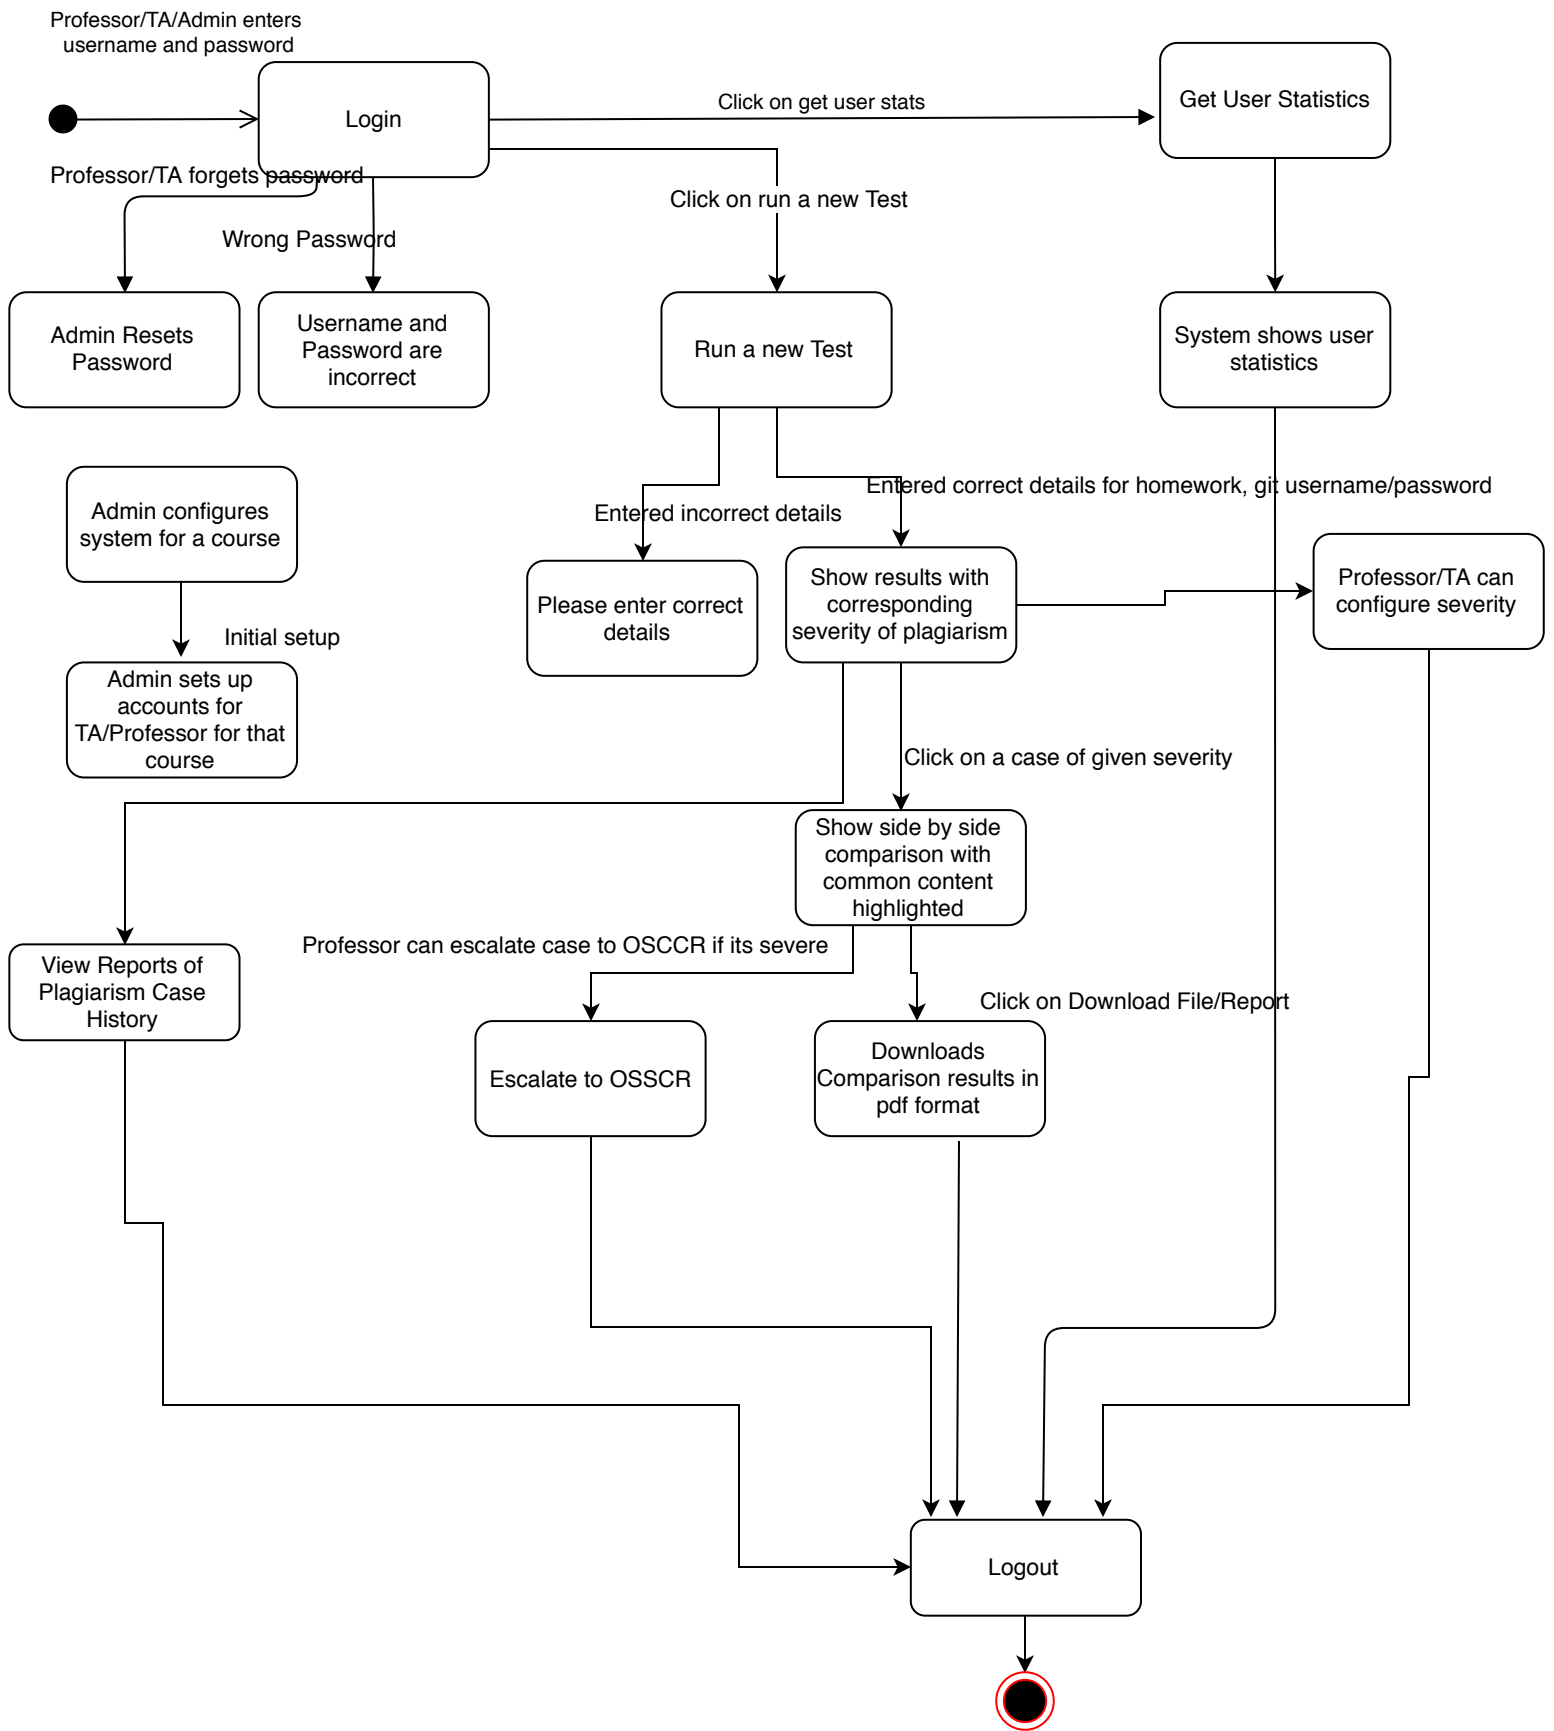 Professor/TA/Admin enters
username and password
Login
Click on get user stats
Get User Statistics
Professor/TA forgets password
Click on run a new Test
Wrong Password
Admin Resets
Password
Username and
Password are
incorrect
Run a new Test
System shows user
statistics
Admin configures
system for a course
Entered correct details for homework, git username/password
Entered incorrect details
Please enter correct
details
Show results with
corresponding
severity of plagiarism
Professor/TA can
configure severity
Initial setup
Admin sets up
accounts for
TA/Professor for that
course
Click on a case of given severity
Show side by side
comparison with
common content
highlighted
Professor can escalate case to OSCCR if its severe
View Reports of
Plagiarism Case
History
Click on Download File/Report
Escalate to OSSCR
Downloads
Comparison results in
pdf format
Logout